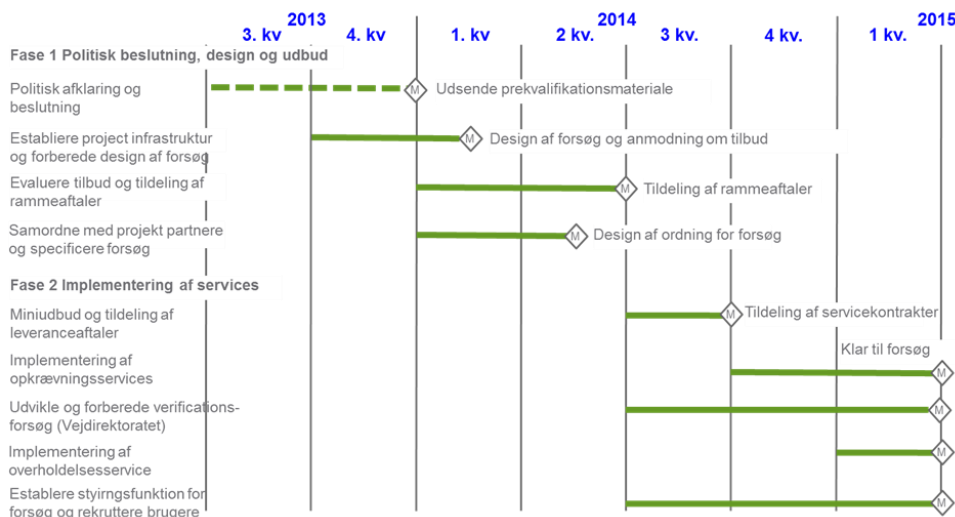 2013 2014 2015
3. kv 4. kv 1. kv 2 kv. 3 kv. 4 kv. 1 kv.
Fase 1 Politisk beslutning, design og udbud
Politisk afklaring og
beslutning
M Udsende prekvalifikationsmateriale
Establiere project infrastruktur
og forberede design af forsøg
M Design af forsøg og anmodning om tilbud
Evaluere tilbud og tildeling af
rammeaftaler
M Tildeling af rammeaftaler
Samordne med projekt partnere
og specificere forsøg
M Design af ordning for forsøg
Fase 2 Implementering af services
Miniudbud og tildeling af
leveranceaftaler
M Tildeling af servicekontrakter
Implementering af
opkrævningsservices
Klar til forsøg
M
Udvikle og forberede verifications-
forsøg (Vejdirektoratet)
M
Implementering af
overholdelsesservice
M
Establere styirngsfunktion for
forsøg og rekruttere brugere
M